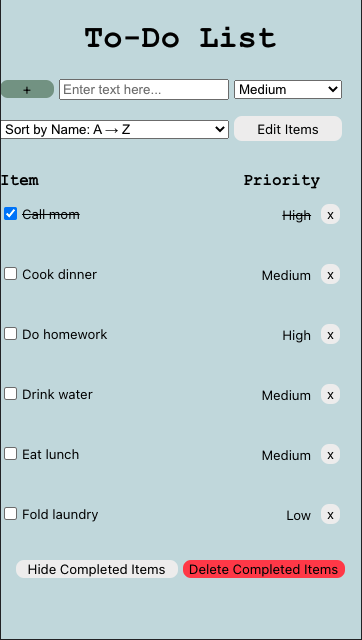 To-Do List
+ Enter text here... Medium
Sort by Name: A → Z Edit Items
Item Priority
Call mom High x
Cook dinner Medium x
Do homework High x
Drink water Medium x
Eat lunch Medium x
Fold laundry Low x
Hide Completed Items Delete Completed Items